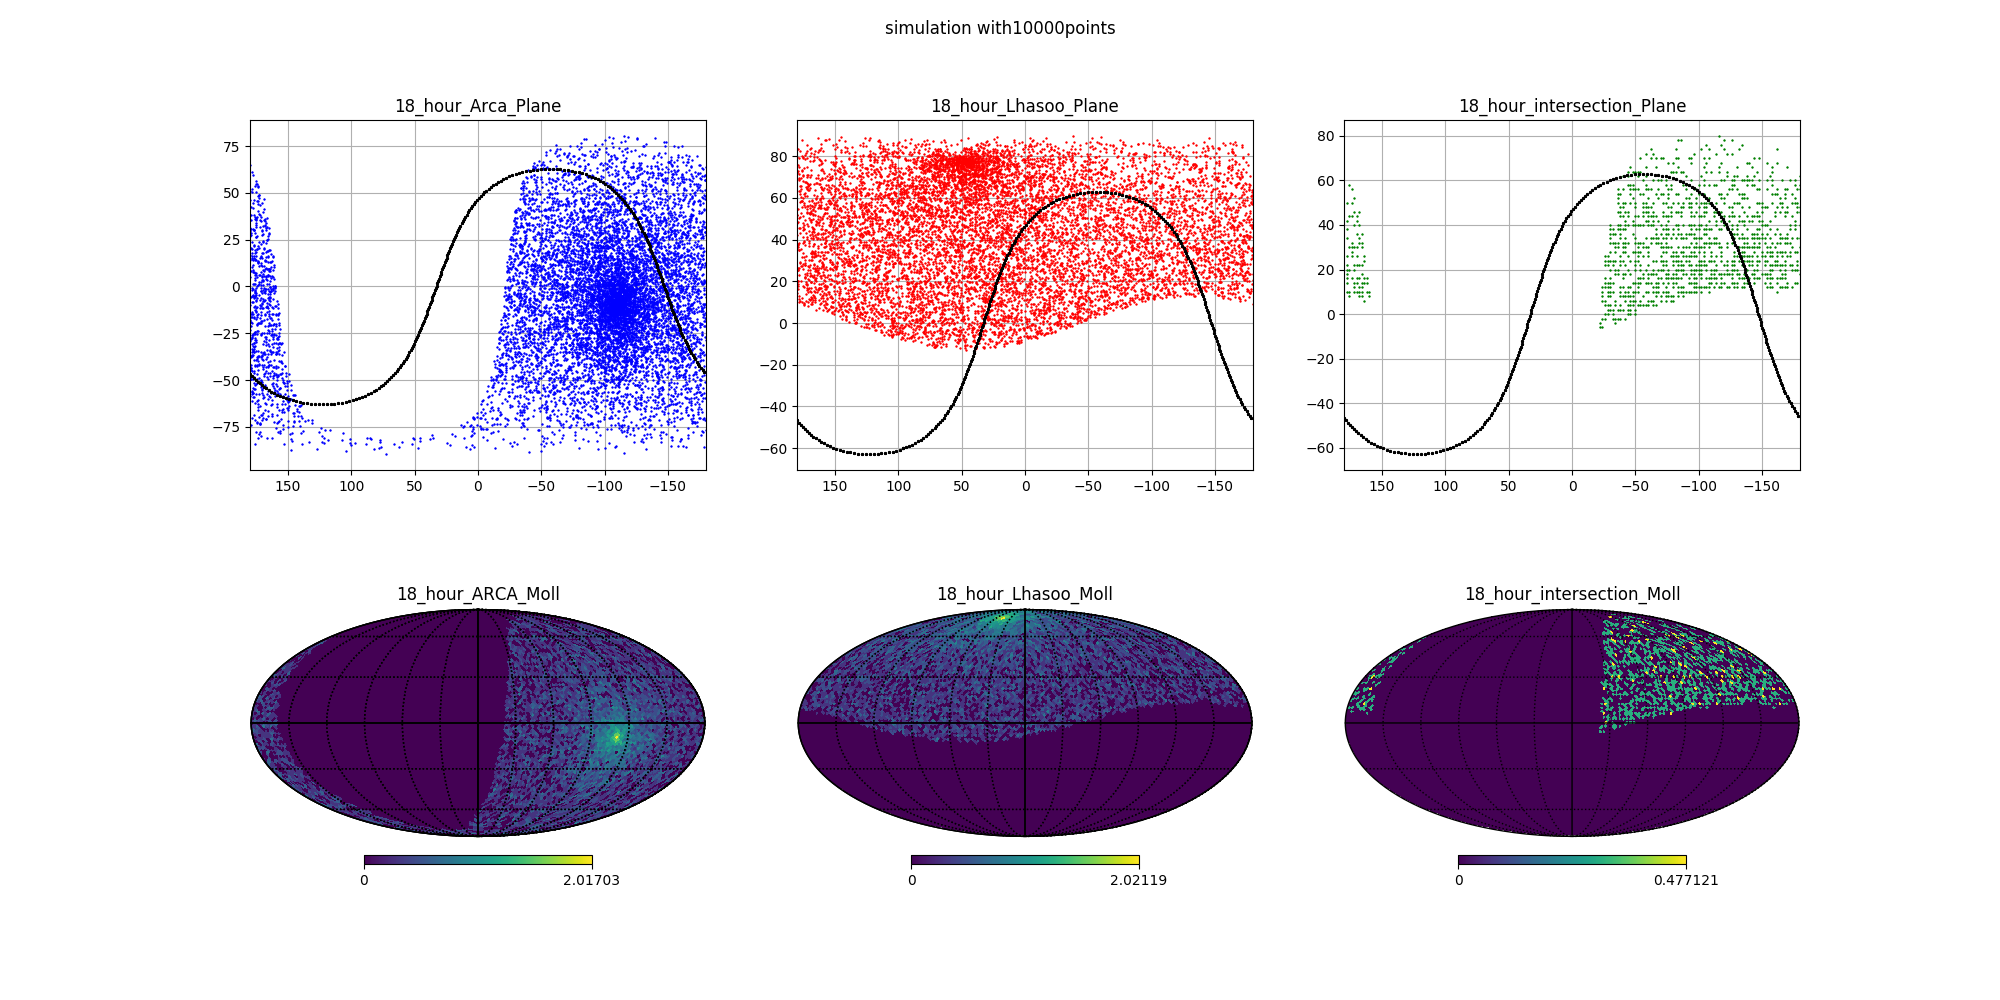 simulation with10000points
18_hour_Arca_Plane
18_hour_Lhasoo_Plane
18_hour_intersection_Plane
75
50
25
0
−25
−50
−75
150 100 50 0 −50 −100 −150
80
60
40
20
0
−20
−40
−60
150 100 50 0 −50 −100 −150
80
60
40
20
0
−20
−40
−60
150 100 50 0 −50 −100 −150
18_hour_ARCA_Moll
18_hour_Lhasoo_Moll
18_hour_intersection_Moll
0 2.01703
0 2.02119
0 0.477121